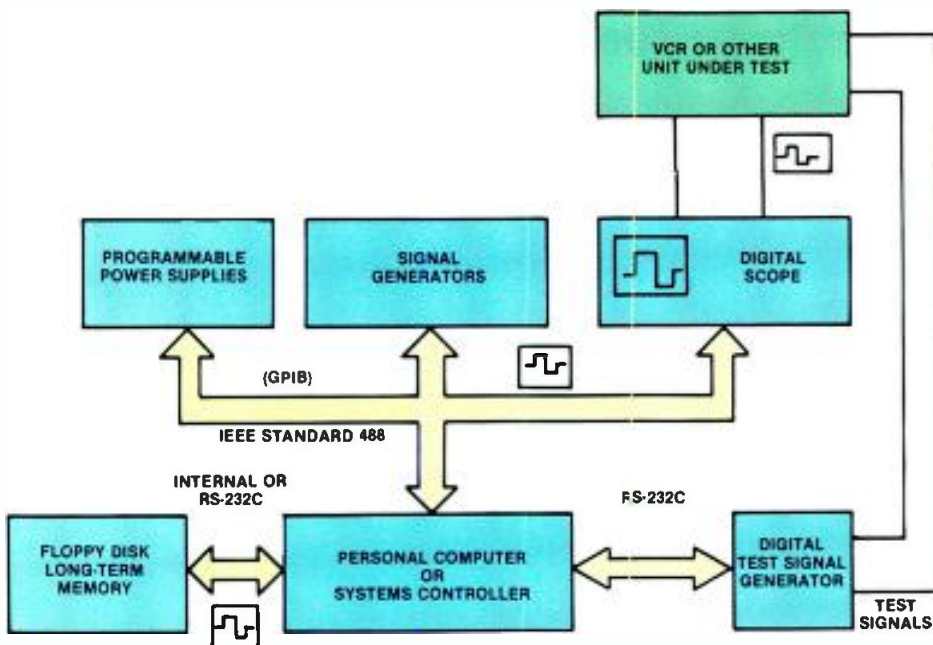 VCR OR OTHER
UNIT UNDER TEST
PROGRAMMABLE
POWER SUPPLIES
SIGNAL
GENERATORS
DIGITAL
SCOPE
(GPIB)
IEEE STANDARD 488
INTERNAL OR
RS-232C
RS-232C
FLOPPY DISK
LONG-TERM
MEMORY
PERSONAL COMPUTER
OR
SYSTEMS CONTROLLER
DIGITAL
TEST SIGNAL
GENERATOR
TEST
SIGNALS